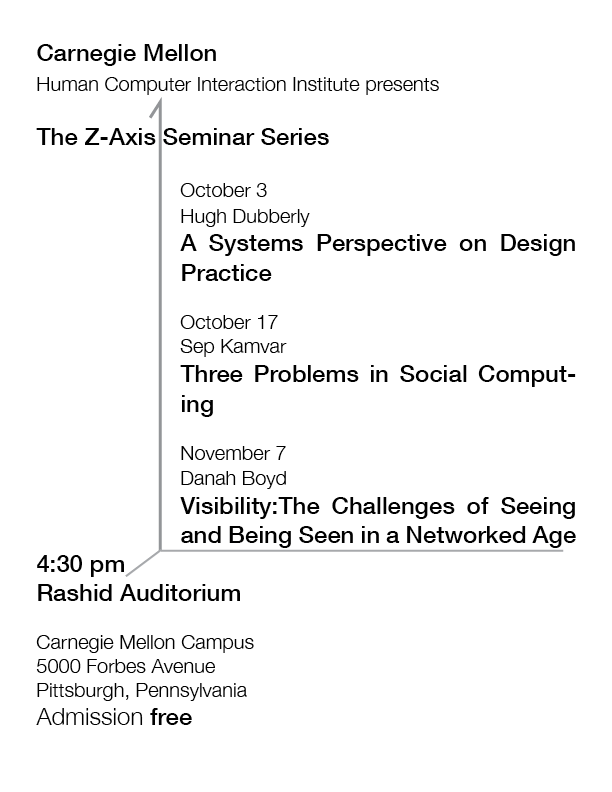 Carnegie Mellon
Human Computer Interaction Institute presents
The Z-Axis Seminar Series
October 3
Hugh Dubberly
A Systems Perspective on Design
Practice
October 17
Sep Kamvar
Three Problems in Social Comput-
ing
November 7
Danah Boyd
Visibility:The Challenges of Seeing
and Being Seen in a Networked Age
4:30 pm
Rashid Auditorium
Carnegie Mellon Campus
5000 Forbes Avenue
Pittsburgh, Pennsylvania
Admission free